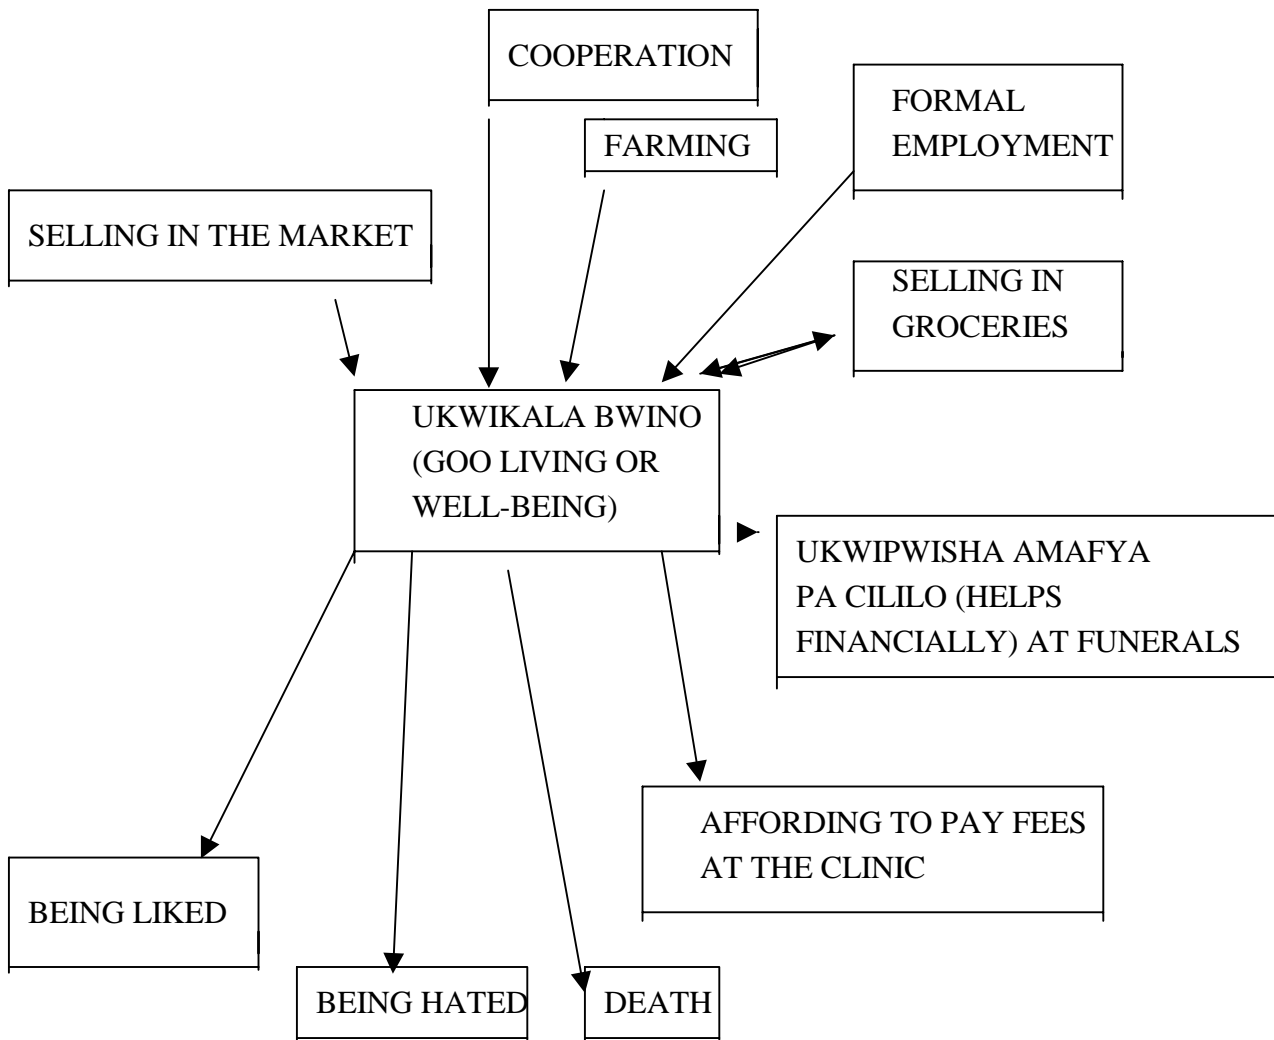 COOPERATION
FORMAL
EMPLOYMENT
FARMING
SELLING IN THE MARKET
SELLING IN
GROCERIES
UKWIKALA BWINO
(GOO LIVING OR
WELL-BEING)
UKWIPWISHA AMAFYA
PA CILILO (HELPS
FINANCIALLY) AT FUNERALS
AFFORDING TO PAY FEES
AT THE CLINIC
BEING LIKED
BEING HATED
DEATH